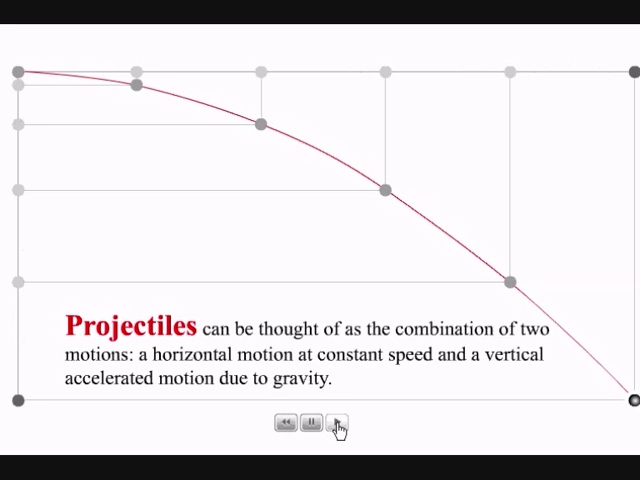 Projectiles can be thought of as the combination of two
motions: a horizontal motion at constant speed and a vertical
accelerated motion due to gravity.